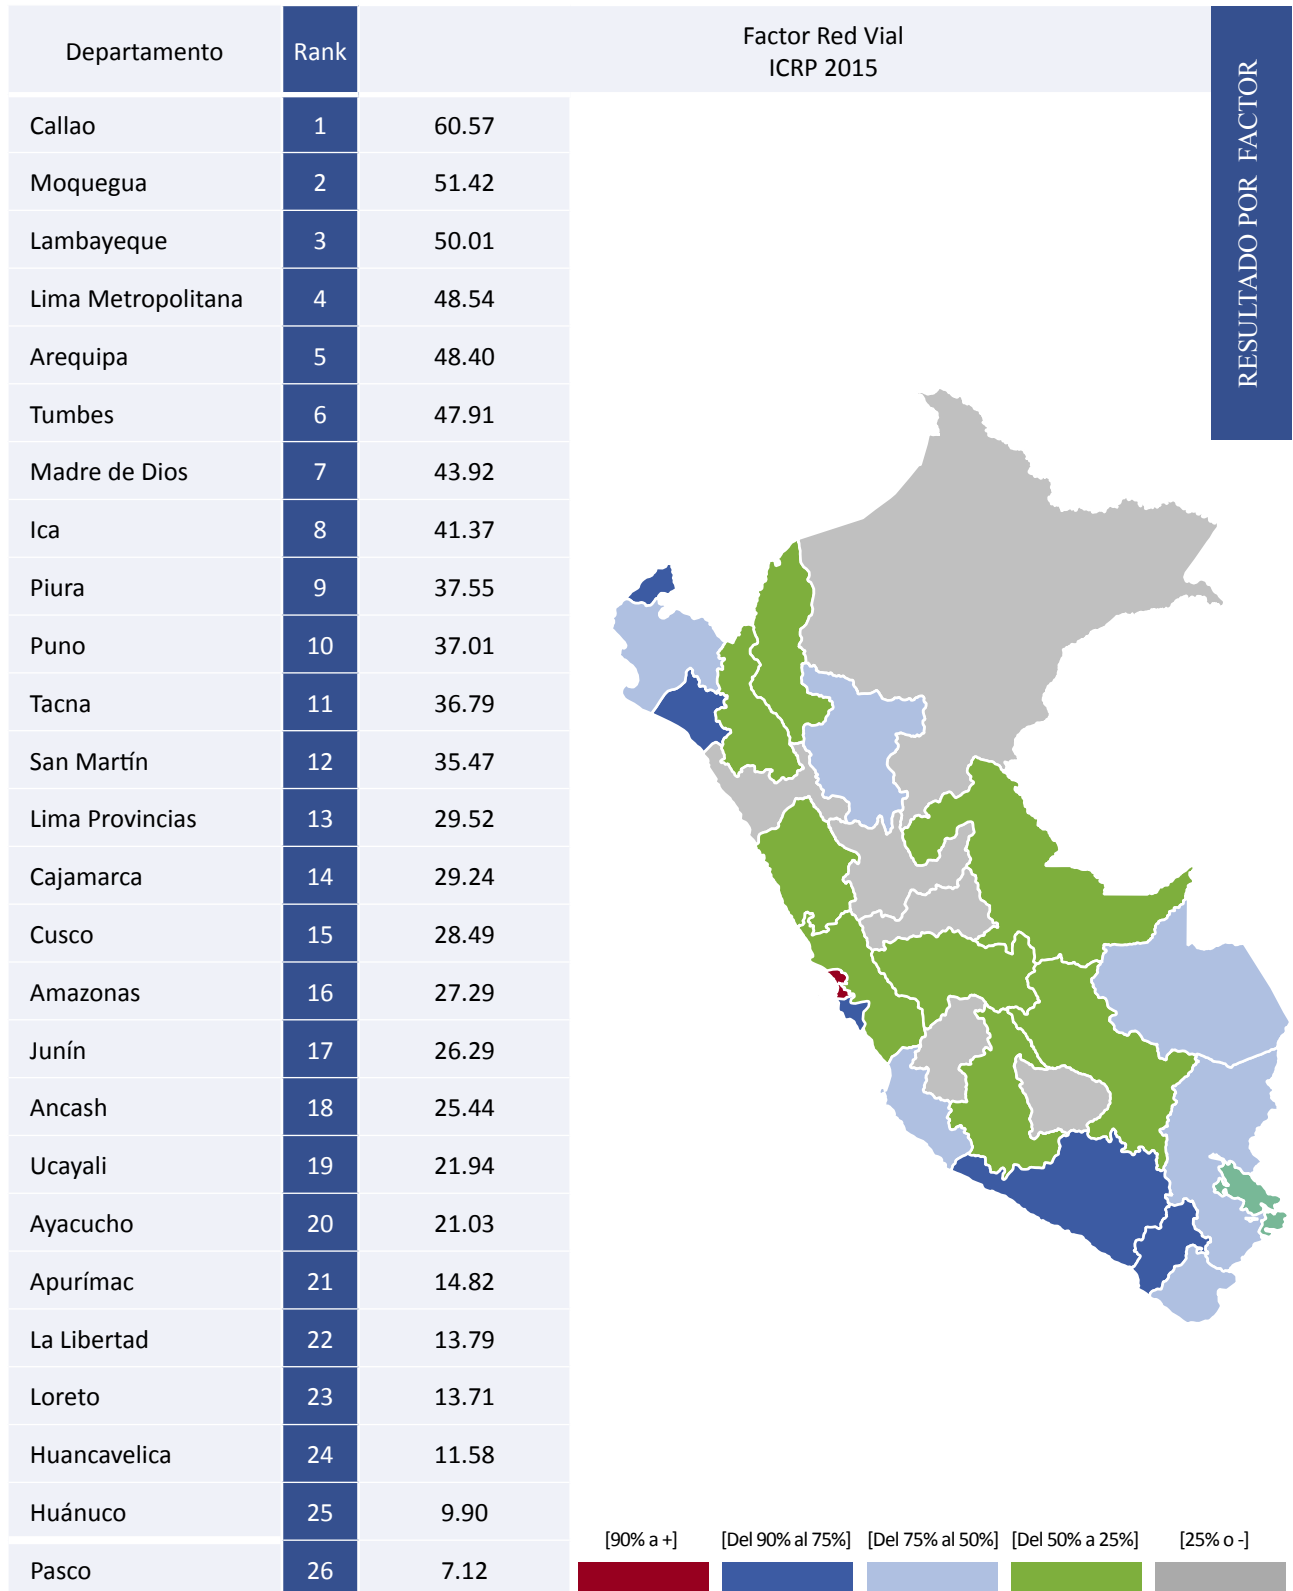 Departamento Rank Factor Red Vial
ICRP 2015
RESULTADO POR FACTOR
Callao 1 60.57
Moquegua 2 51.42
Lambayeque 3 50.01
Lima Metropolitana 4 48.54
Arequipa 5 48.40
Tumbes 6 47.91
Madre de Dios 7 43.92
Ica 8 41.37
Piura 9 37.55
Puno 10 37.01
Tacna 11 36.79
San Martín 12 35.47
Lima Provincias 13 29.52
Cajamarca 14 29.24
Cusco 15 28.49
Amazonas 16 27.29
Junín 17 26.29
Ancash 18 25.44
Ucayali 19 21.94
Ayacucho 20 21.03
Apurímac 21 14.82
La Libertad 22 13.79
Loreto 23 13.71
Huancavelica 24 11.58
Huánuco 25 9.90
Pasco 26 7.12
[90% a +] [Del 90% al 75%] [Del 75% al 50%] [Del 50% a 25%] [25% o -]